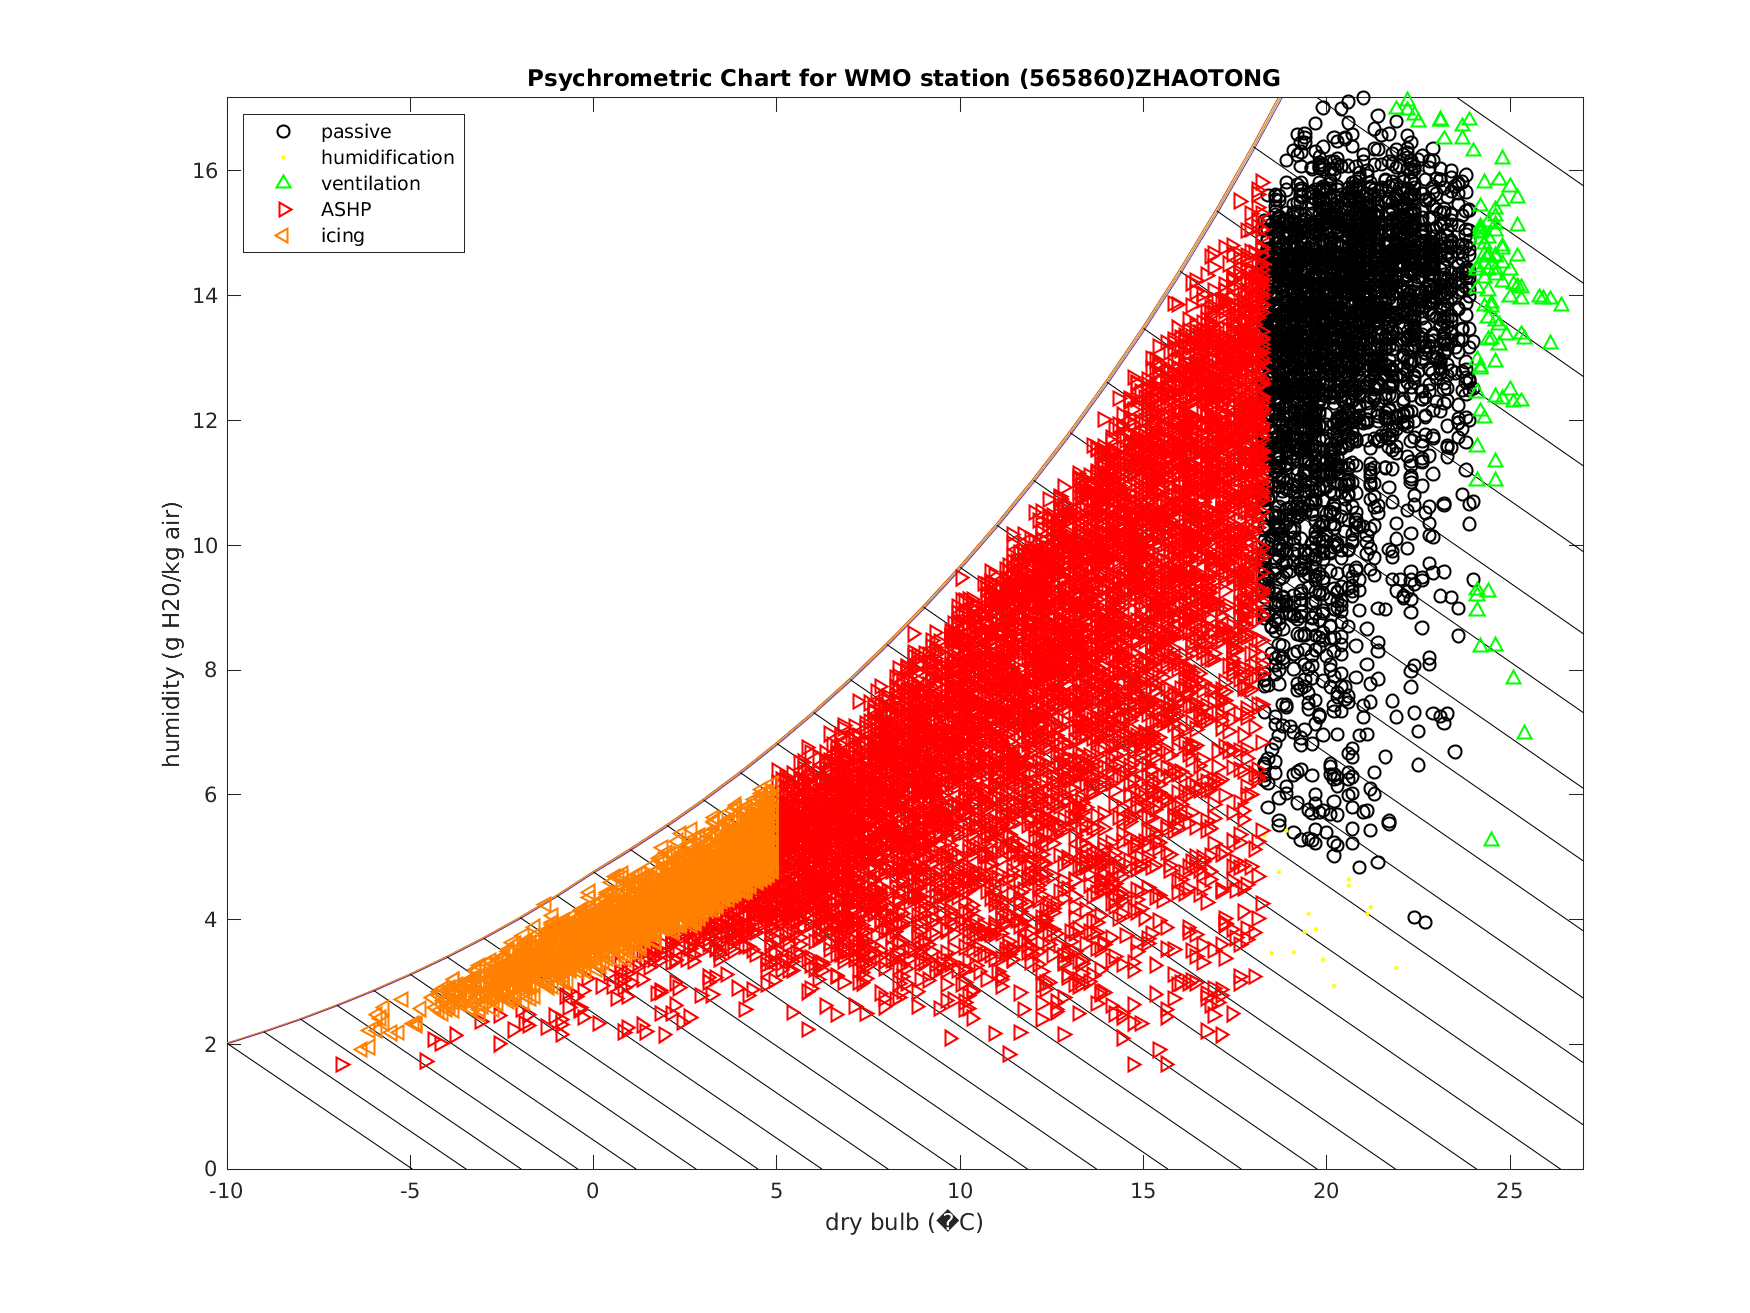 Psychrometric Chart for WMO station (565860)ZHAOTONG
passive
humidification
ventilation
ASHP
icing
16
14
12
10
8
6
4
2
0
humidity (g H20/kg air)
-10 -5 0 5 10 15 20 25
dry bulb (�C)